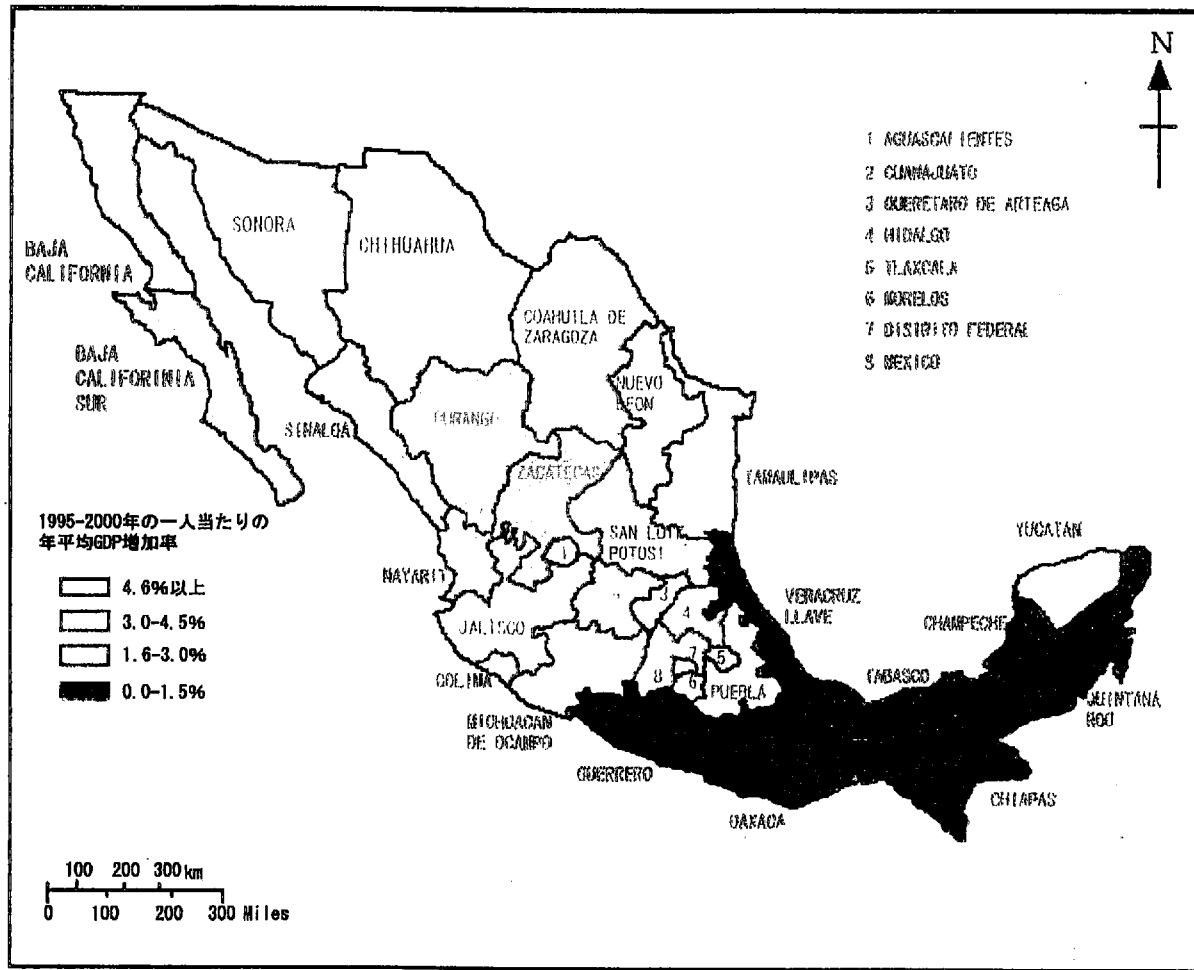 N
1 AGUASCALIENTES
2 GUANAJUATO
3 QUERETARO DE ARTEAGA
4 HIDALGO
5 TLAXCALA
6 MORELOS
7 DISTRITO FEDERAL
8 MEXICO
BAJA
CALIFORNIA
SONORA
CHIHUAHUA
COAHUILA DE
ZARAGOZA
BAJA
CALIFORINIA
SUR
NUEVO
LEON
DURANGO
SINALOA
ZACATECAS
TAMAULIPAS
SAN LUIS
POTOSI
NAYARIT
1
YUCATAN
3
4
VERACRUZ
LLAVE
CHAMPECHE
JALISCO
5
7
8
6
PUEBLA
COLIMA
TABASCO
QUINTANA
ROO
MICHOACAN
DE OCAMPO
GUERRERO
CHIAPAS
OAXACA
1995-2000年の一人当たりの
年平均GDP増加率
4.6%以上
3.0-4.5%
1.6-3.0%
0.0-1.5%
100 200 300km
0 100 200 300 Miles